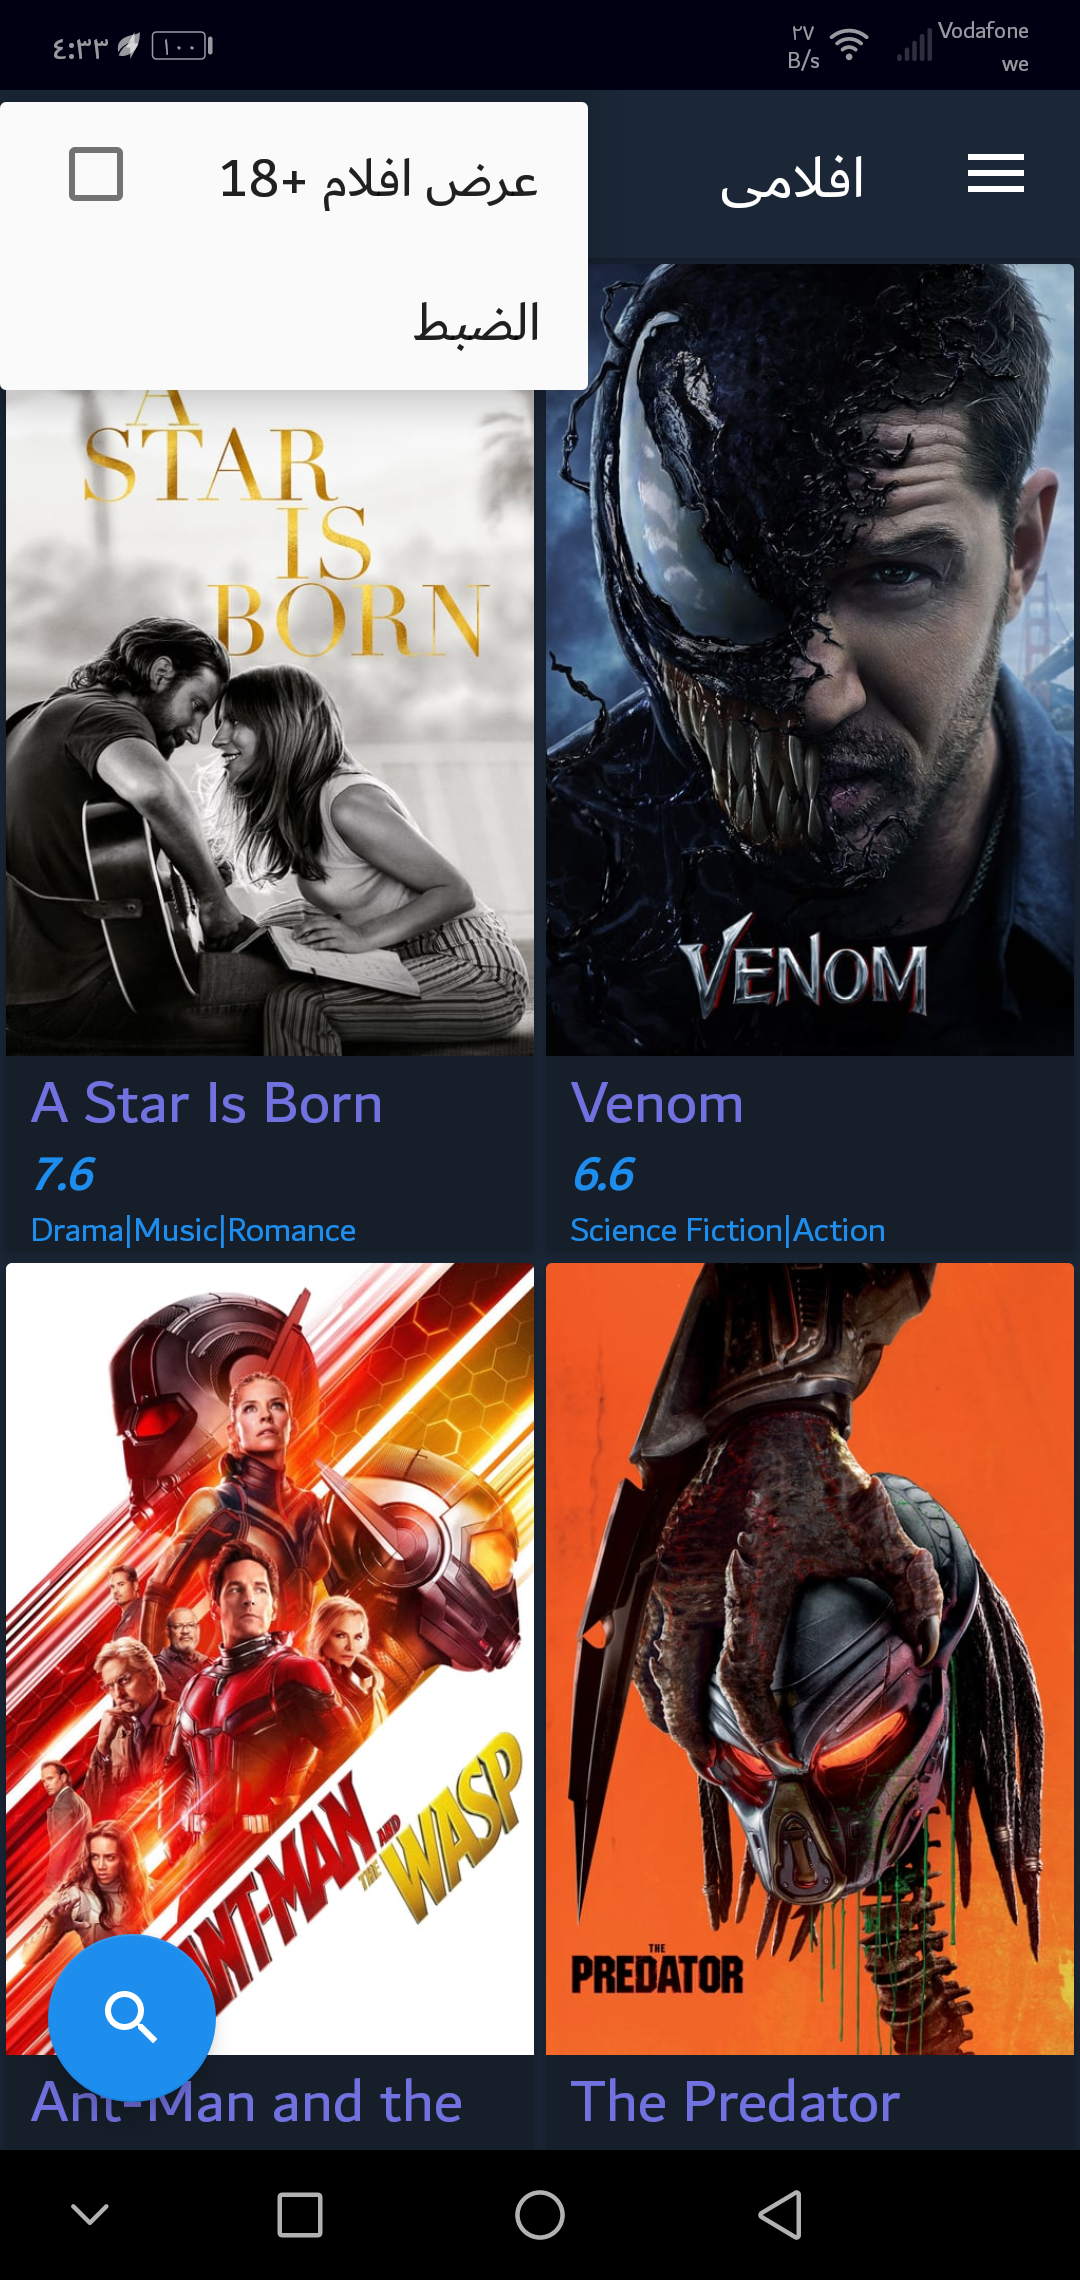 ٤:٣٣
١٠٠
٢٧
B/s
Vodafone
we
افلامى
عرض افلام +18
الضبط
A
STAR
IS
BORN
VENOM
A Star Is Born
7.6
Drama|Music|Romance
Venom
6.6
Science Fiction|Action
ANT-MAN
AND
THE
WASP
THE
PREDATOR
Ant-Man and the
The Predator